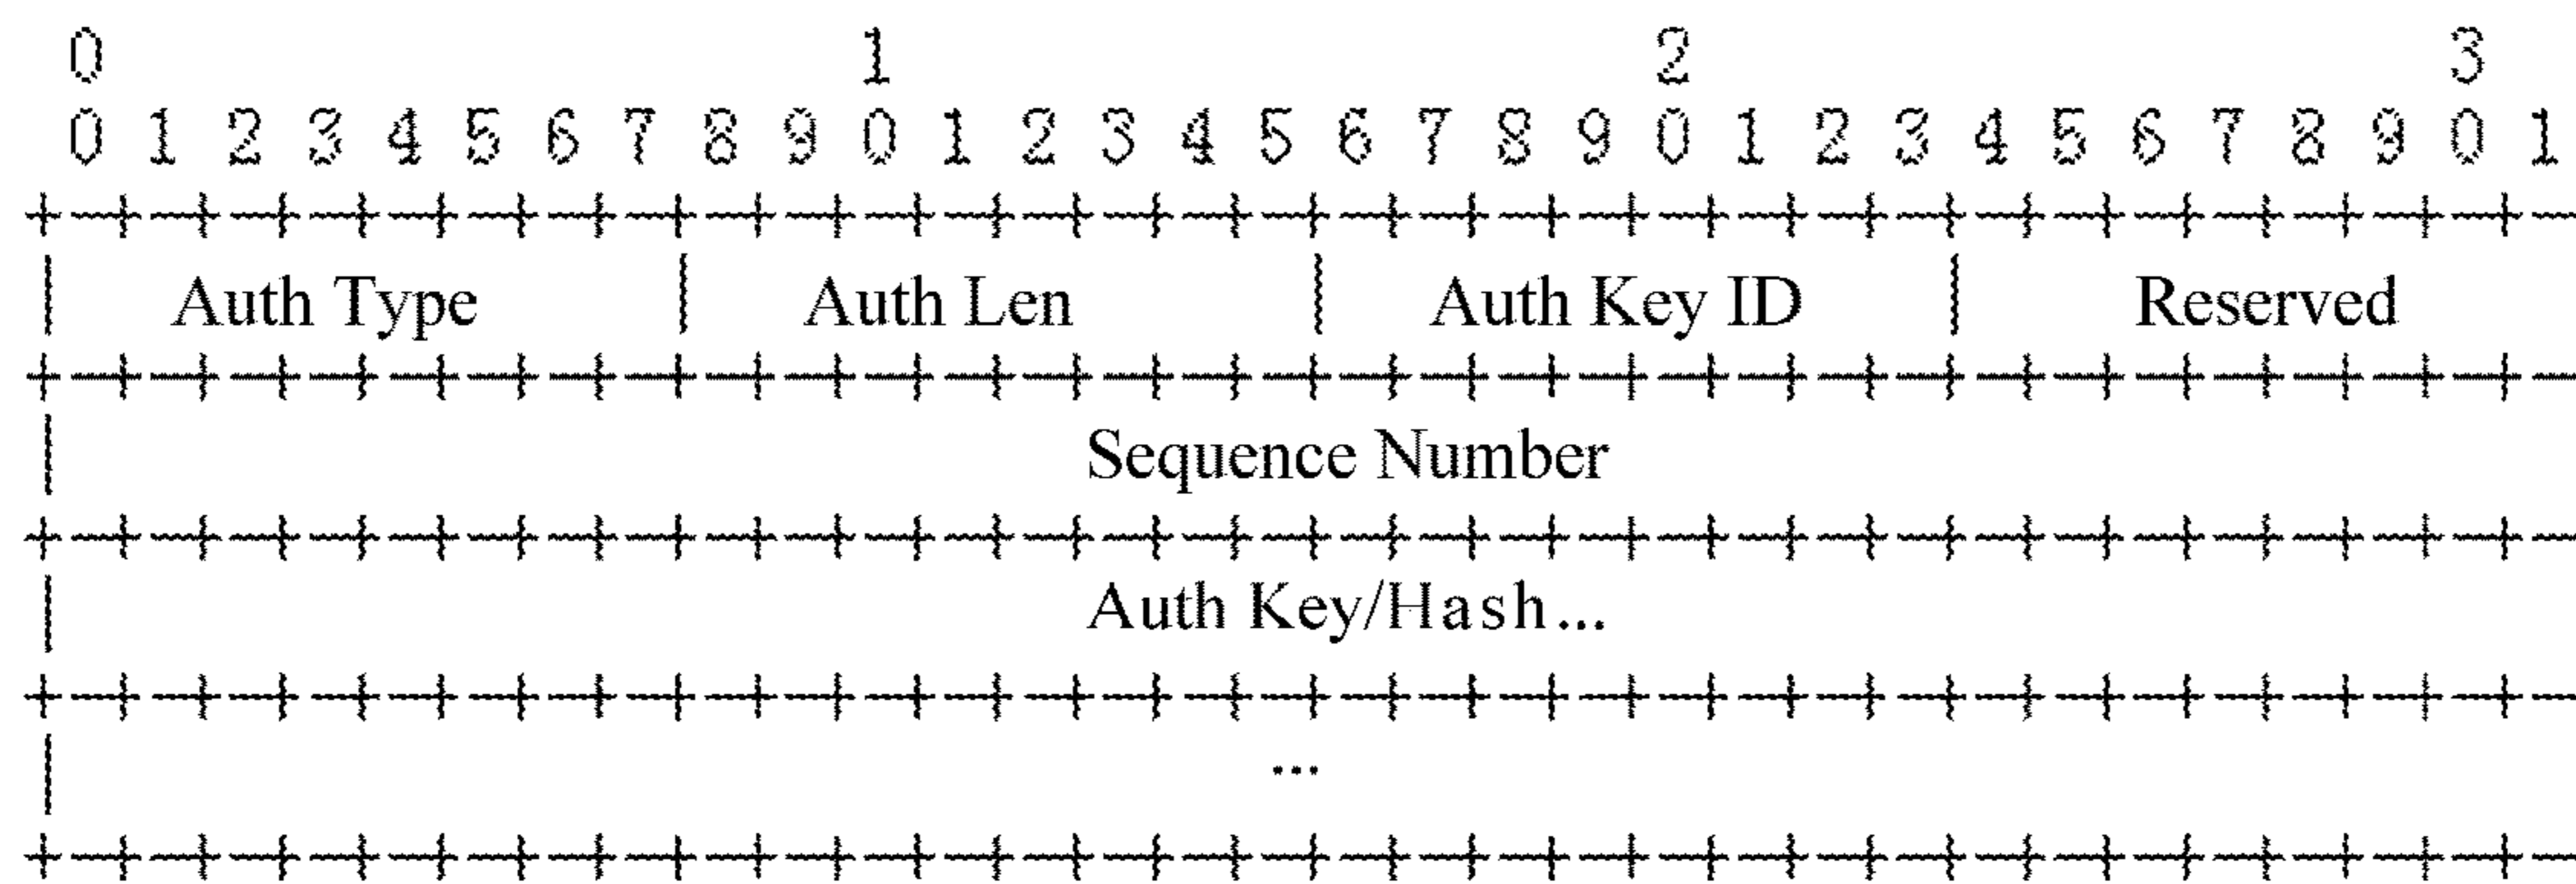 0 1 2 3
0 1 2 3 4 5 6 7 8 9 0 1 2 3 4 5 6 7 8 9 0 1 2 3 4 5 6 7 8 9 0 1
Auth Type | Auth Len | Auth Key ID | Reserved
Sequence Number
Auth Key/Hash...
...